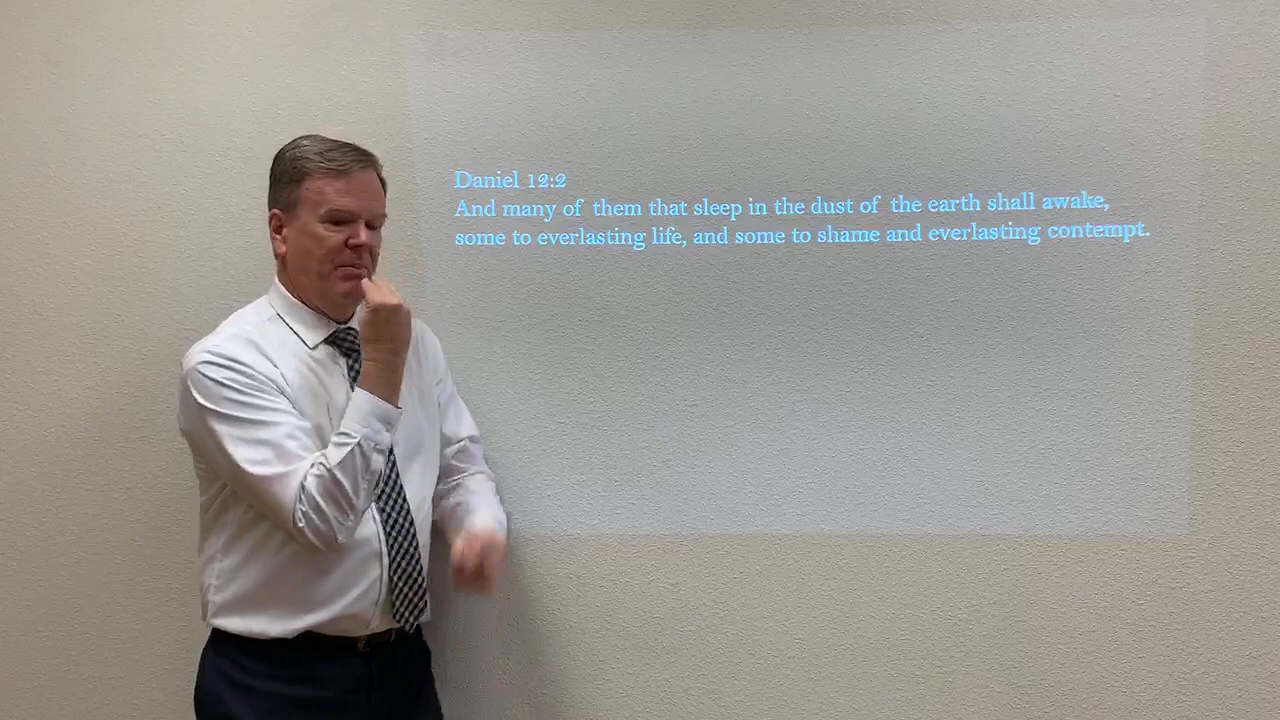 Daniel 12:2
And many of them that sleep in the dust of the earth shall awake,
some to everlasting life, and some to shame and everlasting contempt.